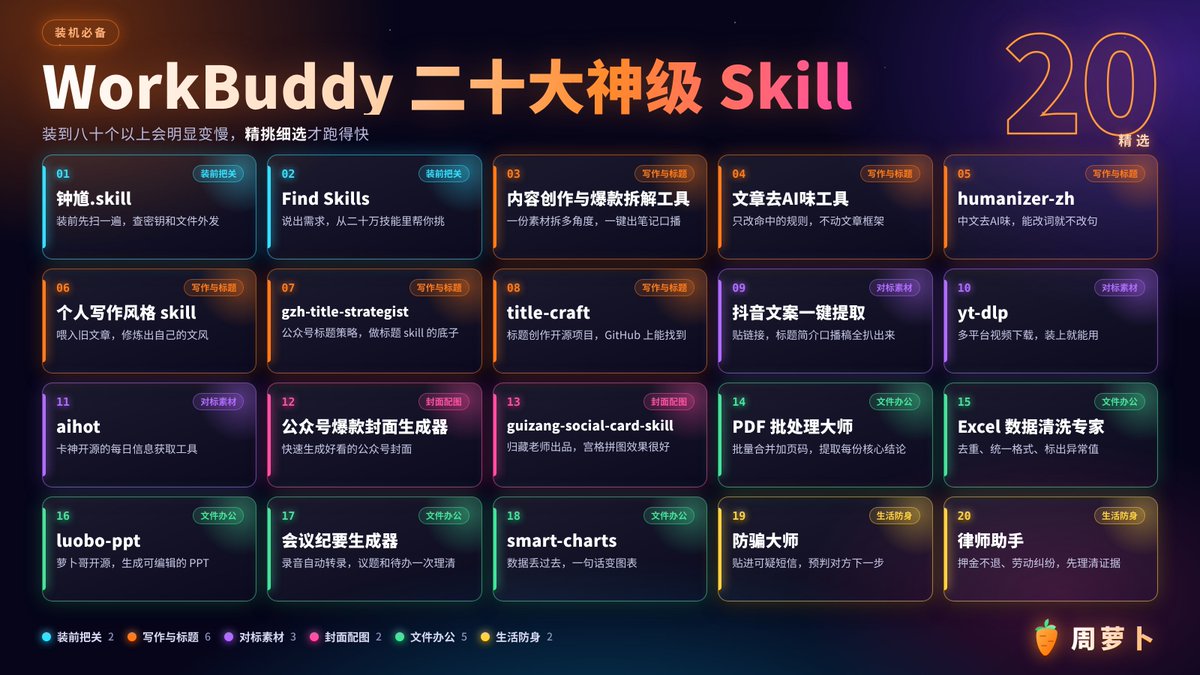 装机必备
WorkBuddy 二十大神级 Skill
装到八十个以上会明显变慢，精挑细选才跑得快
20
精选
01 装前把关
钟馗.skill
装前先扫一遍，查密钥和文件外发
02 装前把关
Find Skills
说出需求，从二十万技能里帮你挑
03 写作与标题
内容创作与爆款拆解工具
一份素材拆多角度，一键出笔记口播
04 写作与标题
文章去AI味工具
只改命中的规则，不动文章框架
05 写作与标题
humanizer-zh
中文去AI味，能改词就不改句
06 写作与标题
个人写作风格 skill
喂入旧文章，修炼出自己的文风
07 写作与标题
gzh-title-strategist
公众号标题策略，做标题 skill 的底子
08 写作与标题
title-craft
标题创作开源项目，GitHub 上能找到
09 对标素材
抖音文案一键提取
贴链接，标题简介口播稿全扒出来
10 对标素材
yt-dlp
多平台视频下载，装上就能用
11 对标素材
aihot
卡神开源的每日信息获取工具
12 封面配图
公众号爆款封面生成器
快速生成好看的公众号封面
13 封面配图
guizang-social-card-skill
归藏老师出品，宫格拼图效果很好
14 文件办公
PDF 批处理大师
批量合并加页码，提取每份核心结论
15 文件办公
Excel 数据清洗专家
去重、统一格式、标出异常值
16 文件办公
luobo-ppt
萝卜哥开源，生成可编辑的 PPT
17 文件办公
会议纪要生成器
录音自动转录，议题和待办一次理清
18 文件办公
smart-charts
数据丢过去，一句话变图表
19 生活防身
防骗大师
贴进可疑短信，预判对方下一步
20 生活防身
律师助手
押金不退、劳动纠纷，先理清证据
装前把关 2 写作与标题 6 对标素材 3 封面配图 2 文件办公 5 生活防身 2
周萝卜